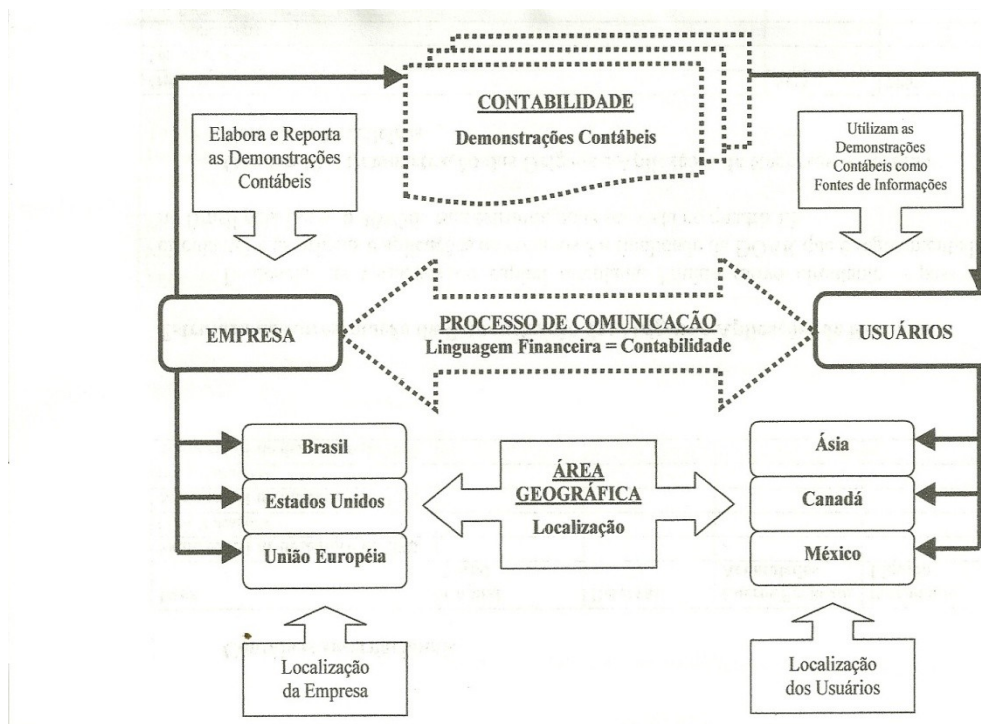 CONTABILIDADE
Demonstrações Contábeis
Elabora e Reporta
as Demonstrações
Contábeis
Utilizam as
Demonstrações
Contábeis como
Fontes de Informações
EMPRESA
PROCESSO DE COMUNICAÇÃO
Linguagem Financeira = Contabilidade
USUÁRIOS
Brasil
Estados Unidos
União Européia
ÁREA
GEOGRÁFICA
Localização
Ásia
Canadá
México
Localização
da Empresa
Localização
dos Usuários